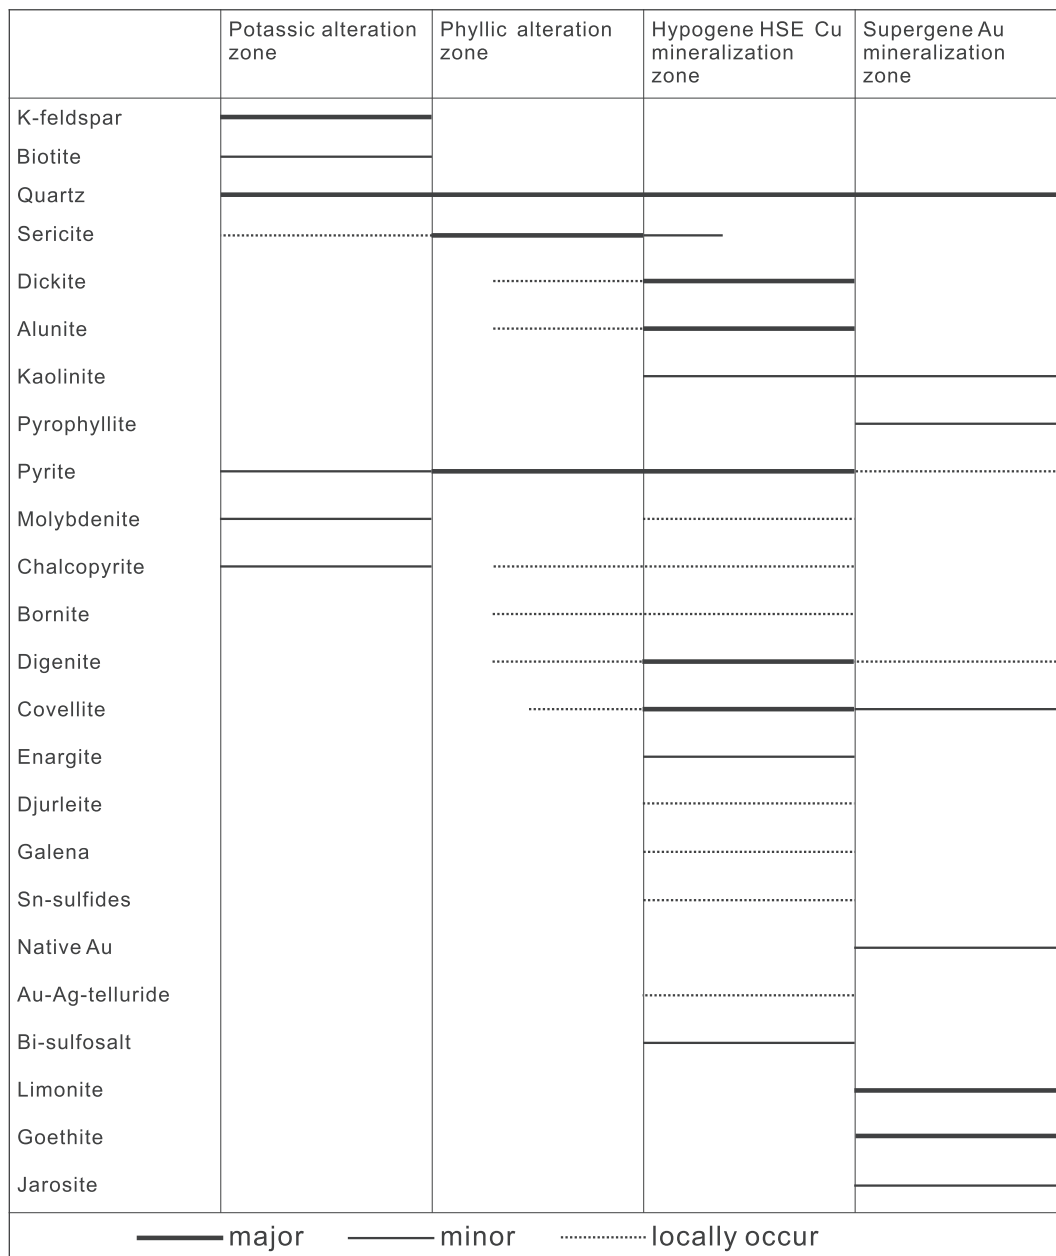 Potassic alteration zone
Phyllic alteration zone
Hypogene HSE Cu mineralization zone
Supergene Au mineralization zone
K-feldspar
Biotite
Quartz
Sericite
Dickite
Alunite
Kaolinite
Pyrophyllite
Pyrite
Molybdenite
Chalcopyrite
Bornite
Digenite
Covellite
Enargite
Djurleite
Galena
Sn-sulfides
Native Au
Au-Ag-telluride
Bi-sulfosalt
Limonite
Goethite
Jarosite
major minor locally occur